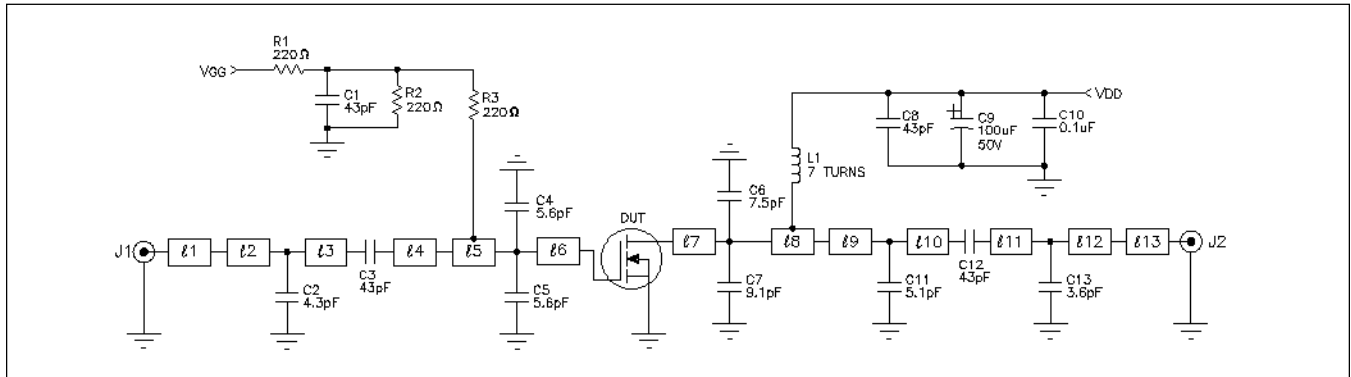 R1
220Ω
VGG
C1
43pF
R2
220Ω
R3
220Ω
C4
5.6pF
C5
5.6pF
J1
ℓ1
ℓ2
ℓ3
ℓ4
ℓ5
ℓ6
C2
4.3pF
C3
43pF
DUT
ℓ7
C6
7.5pF
C7
9.1pF
L1
7 TURNS
C8
43pF
C9
100uF
50V
C10
0.1uF
VDD
+
ℓ8
ℓ9
ℓ10
ℓ11
ℓ12
ℓ13
J2
C11
5.1pF
C12
43pF
C13
3.6pF